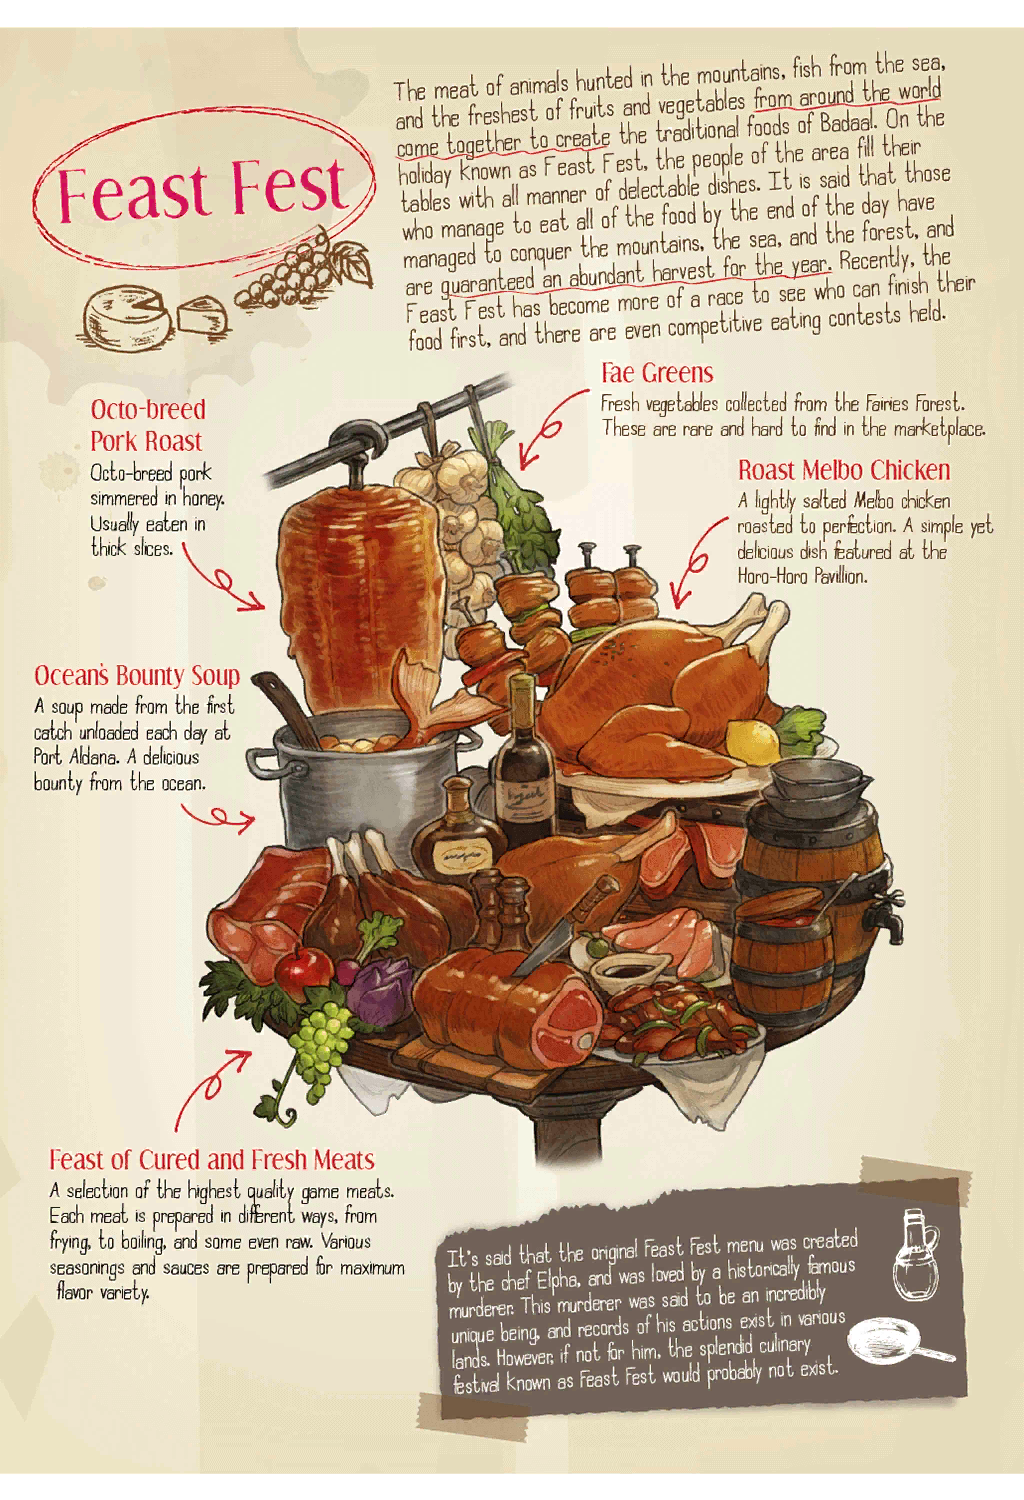 Feast Fest
The meat of animals hunted in the mountains, fish from the sea,
and the freshest of fruits and vegetables from around the world
come together to create the traditional foods of Badaal. On the
holiday known as Feast Fest, the people of the area fill their
tables with all manner of delectable dishes. It is said that those
who manage to eat all of the food by the end of the day have
managed to conquer the mountains, the sea, and the forest, and
are guaranteed an abundant harvest for the year. Recently, the
Feast Fest has become more of a race to see who can finish their
food first, and there are even competitive eating contests held.
Fae Greens
Fresh vegetables collected from the Fairies Forest.
These are rare and hard to find in the marketplace.
Octo-breed
Pork Roast
Octo-breed pork
simmered in honey.
Usually eaten in
thick slices.
Roast Melbo Chicken
A lightly salted Melbo chicken
roasted to perfection. A simple yet
delicious dish featured at the
Horo-Horo Pavillion.
Ocean's Bounty Soup
A soup made from the first
catch unloaded each day at
Port Aldana. A delicious
bounty from the ocean.
Feast of Cured and Fresh Meats
A selection of the highest quality game meats.
Each meat is prepared in different ways, from
frying, to boiling, and some even raw. Various
seasonings and sauces are prepared for maximum
flavor variety.
It's said that the original Feast Fest menu was created
by the chef Elpha, and was loved by a historically famous
murderer. This murderer was said to be an incredibly
unique being, and records of his actions exist in various
lands. However, if not for him, the splendid culinary
festival known as Feast Fest would probably not exist.